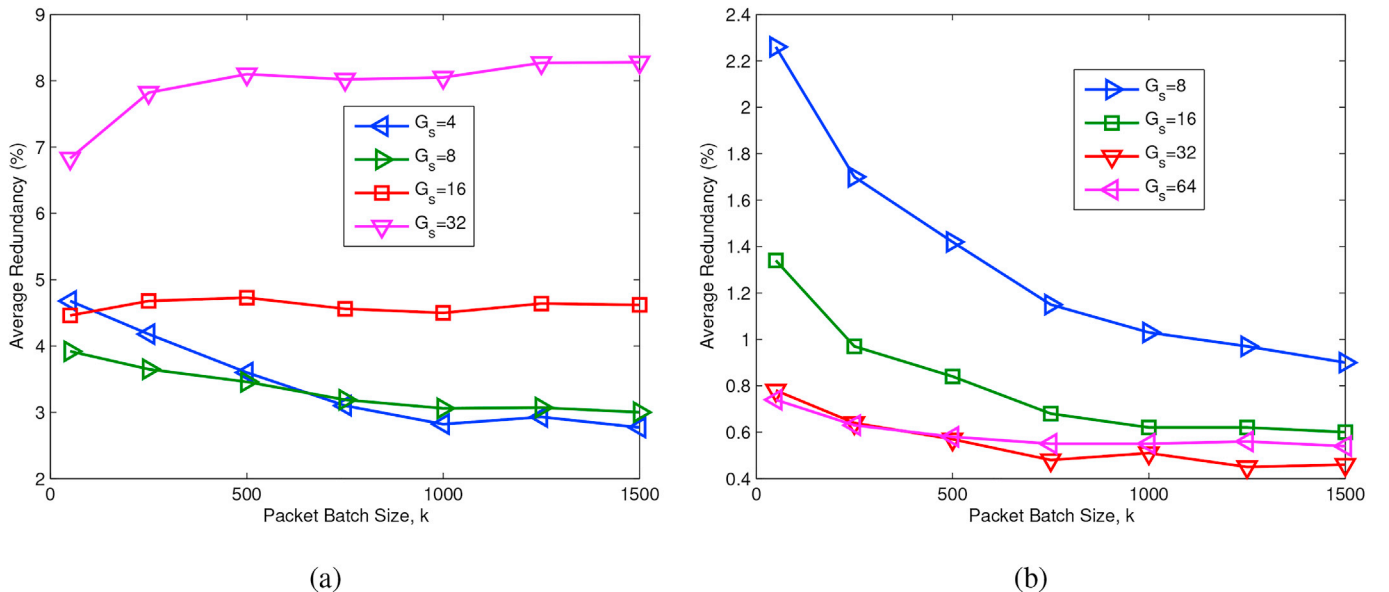 9
8
7
6
5
4
3
2
0
500
1000
1500
Average Redundancy (%)
Packet Batch Size, k
G_s=4
G_s=8
G_s=16
G_s=32
(a)
2.4
2.2
2
1.8
1.6
1.4
1.2
1
0.8
0.6
0.4
0
500
1000
1500
Average Redundancy (%)
Packet Batch Size, k
G_s=8
G_s=16
G_s=32
G_s=64
(b)